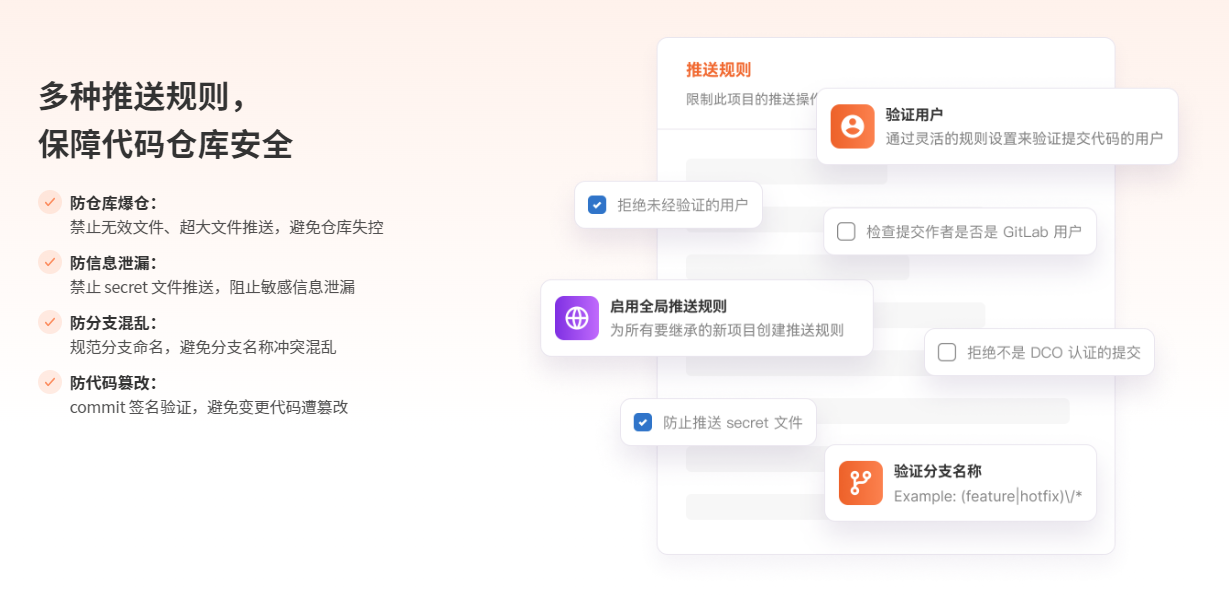 多种推送规则，
保障代码仓库安全
防仓库爆仓：
禁止无效文件、超大文件推送，避免仓库失控
防信息泄漏：
禁止 secret 文件推送，阻止敏感信息泄漏
防分支混乱：
规范分支命名，避免分支名称冲突混乱
防代码篡改：
commit 签名验证，避免变更代码遭篡改
推送规则
限制此项目的推送操作
验证用户
通过灵活的规则设置来验证提交代码的用户
拒绝未经验证的用户
检查提交作者是否是 GitLab 用户
启用全局推送规则
为所有要继承的新项目创建推送规则
拒绝不是 DCO 认证的提交
防止推送 secret 文件
验证分支名称
Example: (feature|hotfix)\/*